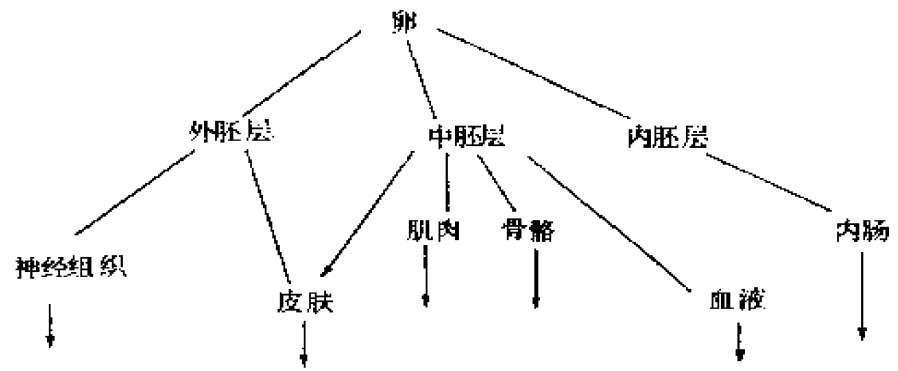 卵
外胚层 中胚层 内胚层
肌肉 骨骼 内肠
神经组织
皮肤 血液